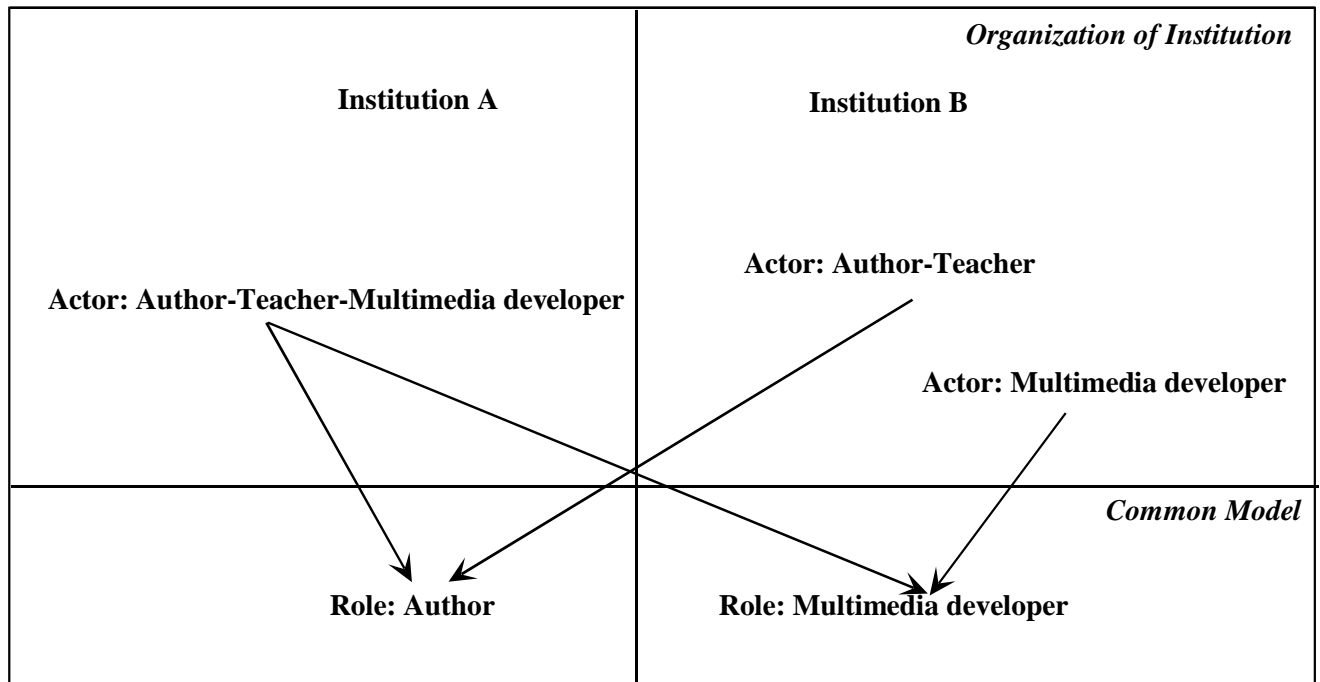 Organization of Institution
Institution A
Institution B
Actor: Author-Teacher
Actor: Author-Teacher-Multimedia developer
Actor: Multimedia developer
Common Model
Role: Author
Role: Multimedia developer